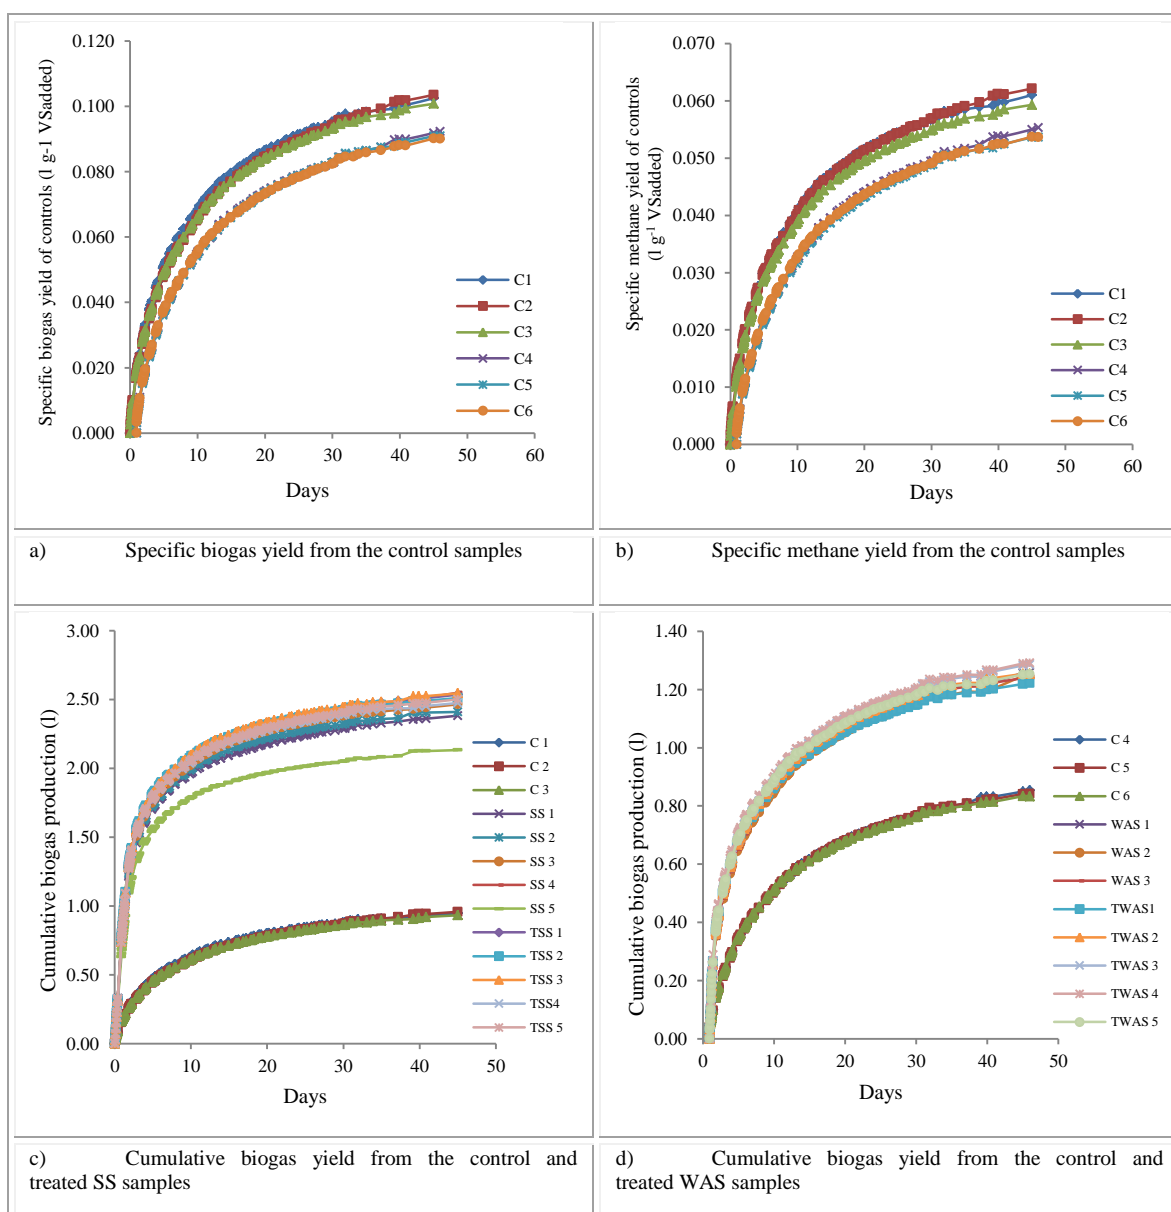 Specific biogas yield of controls (l g-1 VSadded)
0.120
0.100
0.080
0.060
0.040
0.020
0.000
0 10 20 30 40 50 60
Days
C1
C2
C3
C4
C5
C6
Specific methane yield of controls
(l g-1 VSadded)
0.070
0.060
0.050
0.040
0.030
0.020
0.010
0.000
0 10 20 30 40 50 60
Days
C1
C2
C3
C4
C5
C6
a) Specific biogas yield from the control samples
b) Specific methane yield from the control samples
Cumulative biogas production (l)
3.00
2.50
2.00
1.50
1.00
0.50
0.00
0 10 20 30 40 50
Days
C 1
C 2
C 3
SS 1
SS 2
SS 3
SS 4
SS 5
TSS 1
TSS 2
TSS 3
TSS4
TSS 5
Cumulative biogas production (l)
1.40
1.20
1.00
0.80
0.60
0.40
0.20
0.00
0 10 20 30 40 50
Days
C 4
C 5
C 6
WAS 1
WAS 2
WAS 3
TWAS1
TWAS 2
TWAS 3
TWAS 4
TWAS 5
c) Cumulative biogas yield from the control and
treated SS samples
d) Cumulative biogas yield from the control and
treated WAS samples